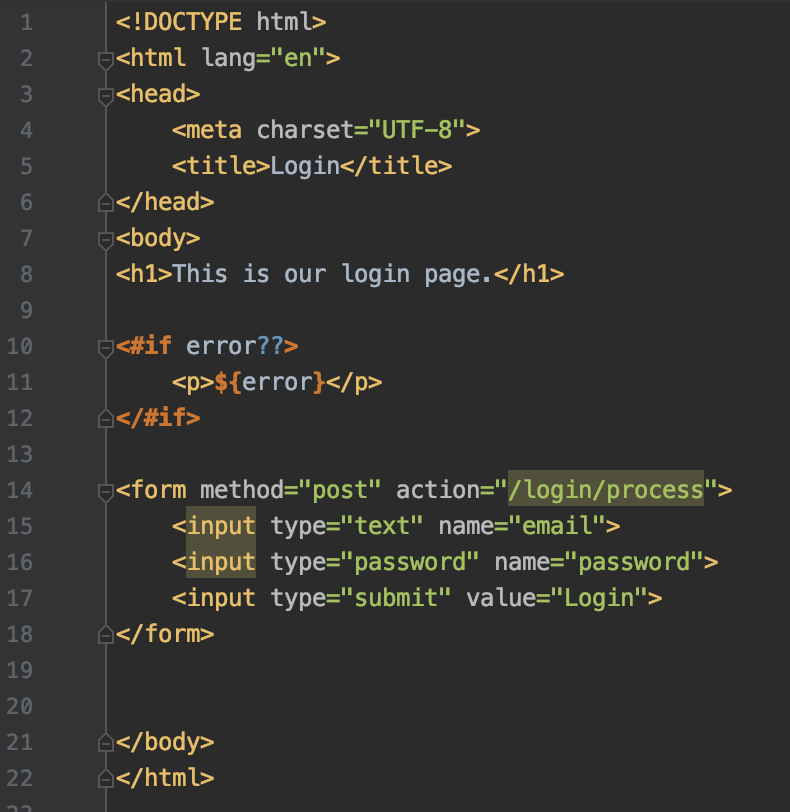 1 <!DOCTYPE html>
2 <html lang="en">
3 <head>
4     <meta charset="UTF-8">
5     <title>Login</title>
6 </head>
7 <body>
8 <h1>This is our login page.</h1>
9
10 <#if error??>
11     <p>${error}</p>
12 </#if>
13
14 <form method="post" action="/login/process">
15     <input type="text" name="email">
16     <input type="password" name="password">
17     <input type="submit" value="Login">
18 </form>
19
20
21 </body>
22 </html>